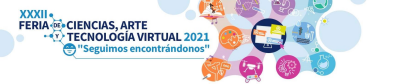 XXXII
FERIA DE CIENCIAS, ARTE
Y TECNOLOGÍA VIRTUAL 2021
"Seguimos encontrándonos"